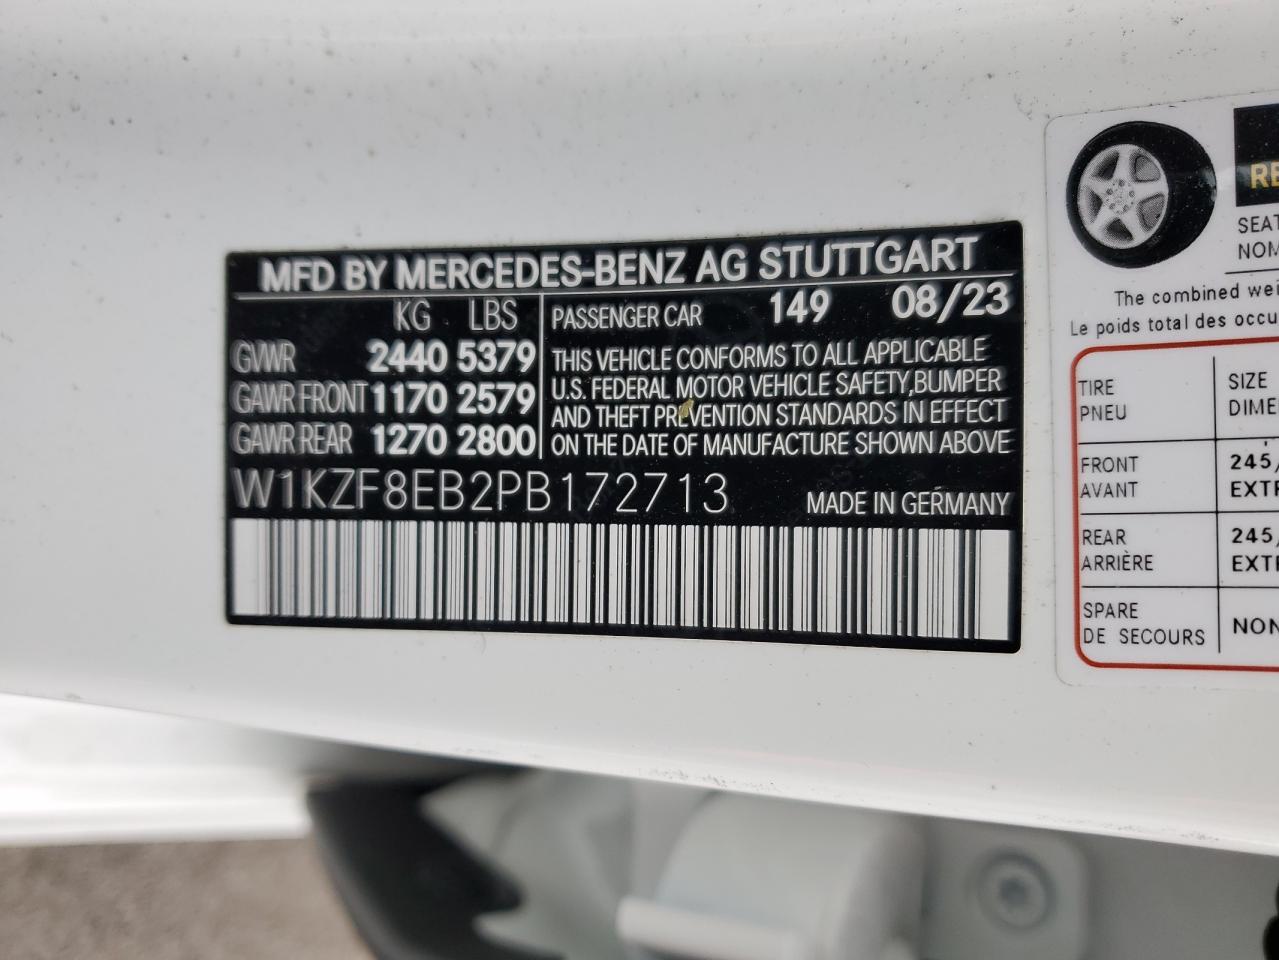 MFD BY MERCEDES-BENZ AG STUTTGART
KG LBS
GVWR 2440 5379
GAWR FRONT 1170 2579
GAWR REAR 1270 2800
PASSENGER CAR 149 08/23
THIS VEHICLE CONFORMS TO ALL APPLICABLE
U.S. FEDERAL MOTOR VEHICLE SAFETY,BUMPER
AND THEFT PREVENTION STANDARDS IN EFFECT
ON THE DATE OF MANUFACTURE SHOWN ABOVE
W1KZF8EB2PB172713
MADE IN GERMANY
RE
SEAT
NOM
The combined wei
Le poids total des occu
TIRE SIZE
PNEU DIME
FRONT 245/
AVANT EXTR
REAR 245/
ARRIÈRE EXTR
SPARE
DE SECOURS NON